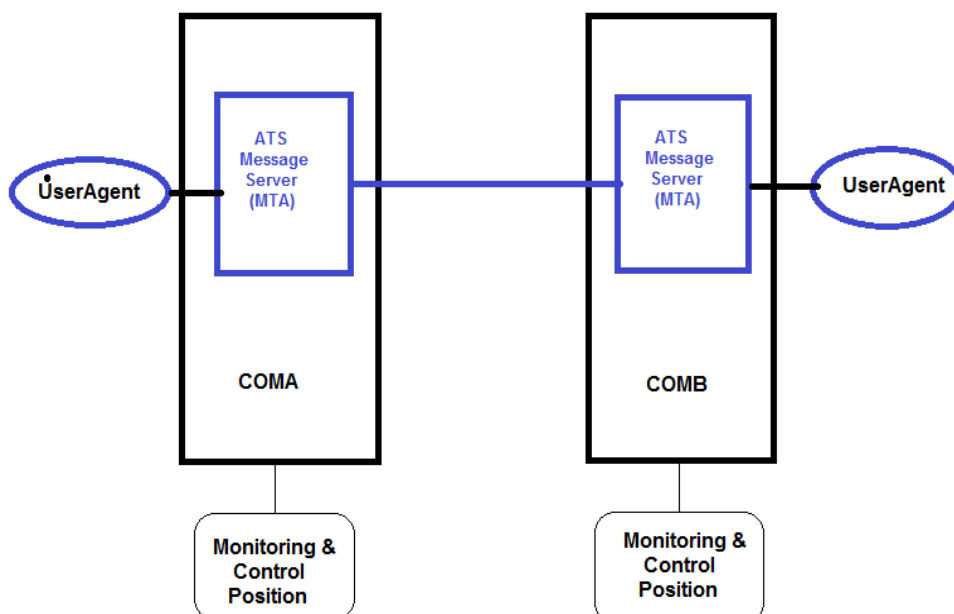 UserAgent
ATS
Message
Server
(MTA)
COMA
Monitoring &
Control
Position
ATS
Message
Server
(MTA)
COMB
Monitoring &
Control
Position
UserAgent